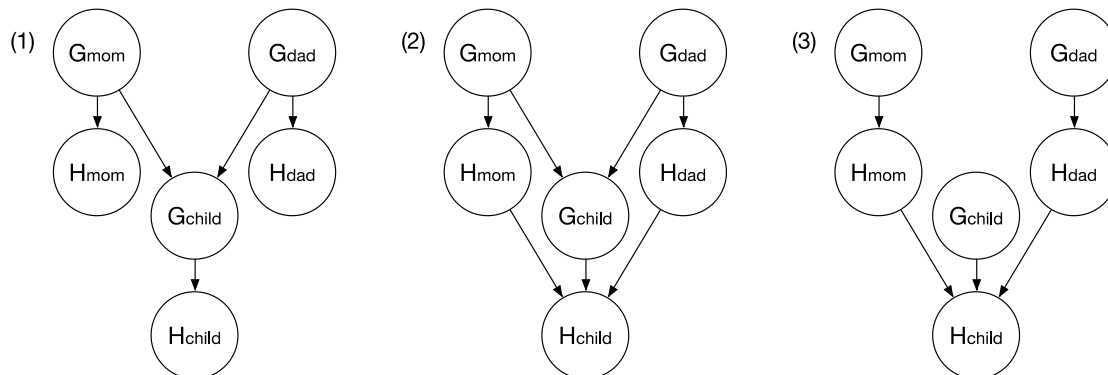 (1) Gmom Gdad (2) Gmom Gdad (3) Gmom Gdad
Hmom Hdad Hmom Hdad Hmom Hdad
Gchild Gchild Gchild
Hchild Hchild Hchild